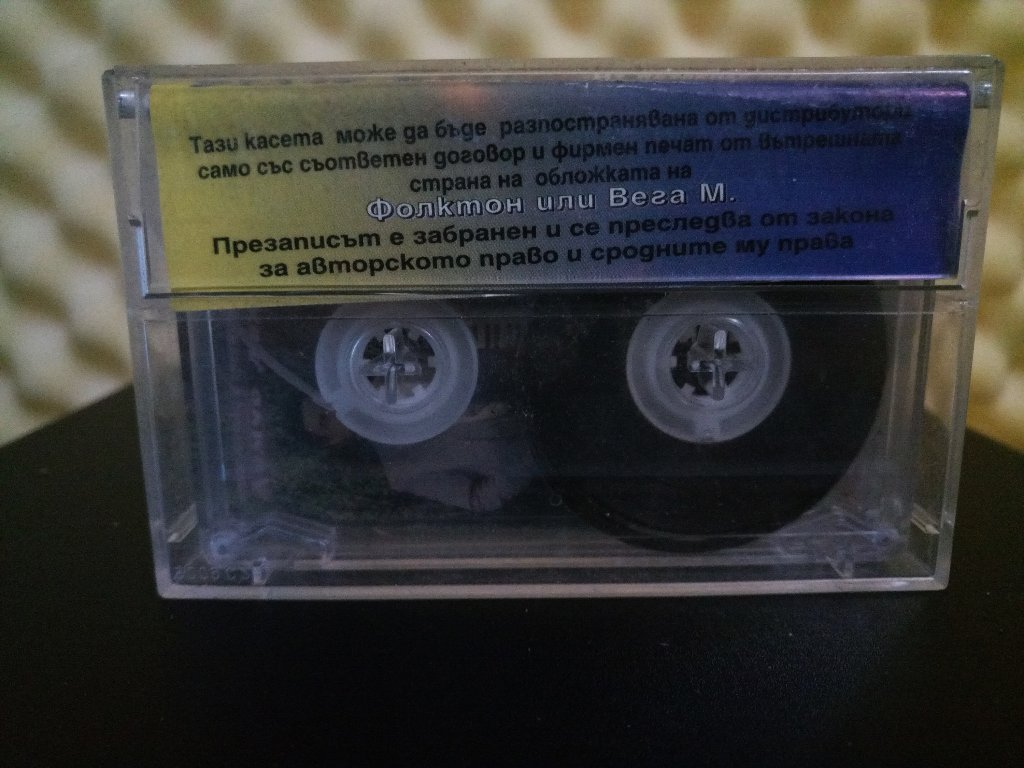 Тази касета може да бъде разпостранявана от дистрибутори
само със съответен договор и фирмен печат от вътрешната
страна на обложката на
Фолктон или Вега М.
Презаписът е забранен и се преследва от закона
за авторското право и сродните му права